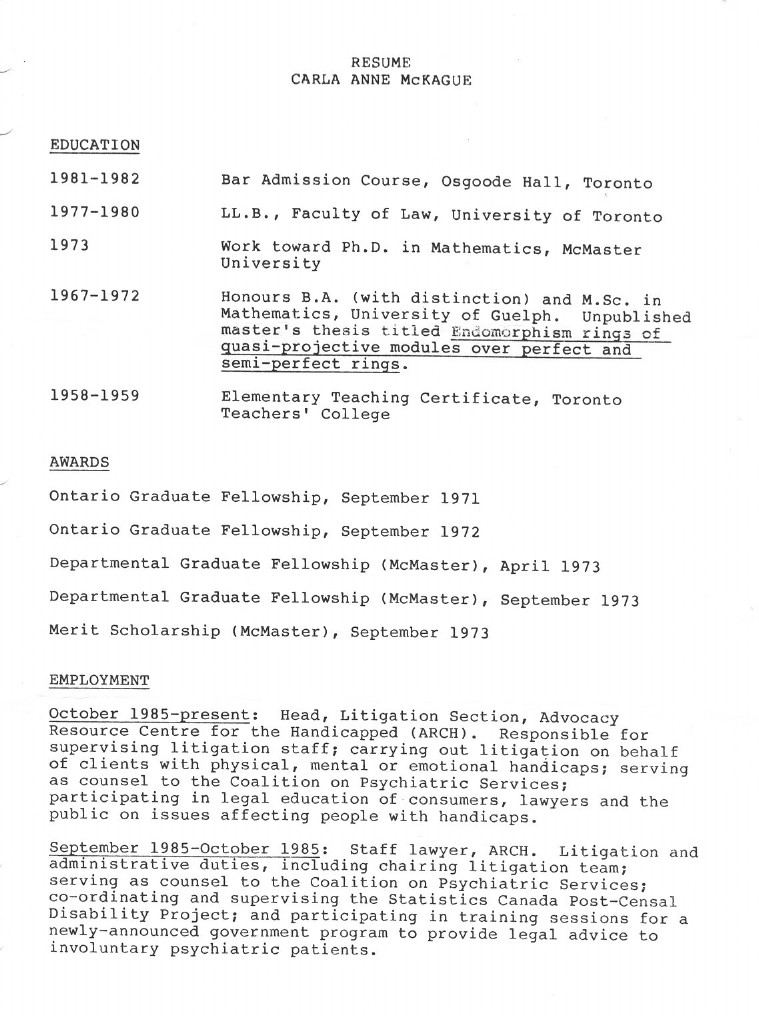 RESUME
CARLA ANNE McKAGUE
EDUCATION
1981-1982 Bar Admission Course, Osgoode Hall, Toronto
1977-1980 LL.B., Faculty of Law, University of Toronto
1973 Work toward Ph.D. in Mathematics, McMaster
University
1967-1972 Honours B.A. (with distinction) and M.Sc. in
Mathematics, University of Guelph. Unpublished
master's thesis titled Endomorphism rings of
quasi-projective modules over perfect and
semi-perfect rings.
1958-1959 Elementary Teaching Certificate, Toronto
Teachers' College
AWARDS
Ontario Graduate Fellowship, September 1971
Ontario Graduate Fellowship, September 1972
Departmental Graduate Fellowship (McMaster), April 1973
Departmental Graduate Fellowship (McMaster), September 1973
Merit Scholarship (McMaster), September 1973
EMPLOYMENT
October 1985-present: Head, Litigation Section, Advocacy
Resource Centre for the Handicapped (ARCH). Responsible for
supervising litigation staff; carrying out litigation on behalf
of clients with physical, mental or emotional handicaps; serving
as counsel to the Coalition on Psychiatric Services;
participating in legal education of consumers, lawyers and the
public on issues affecting people with handicaps.
September 1985-October 1985: Staff lawyer, ARCH. Litigation and
administrative duties, including chairing litigation team;
serving as counsel to the Coalition on Psychiatric Services;
co-ordinating and supervising the Statistics Canada Post-Censal
Disability Project; and participating in training sessions for a
newly-announced government program to provide legal advice to
involuntary psychiatric patients.